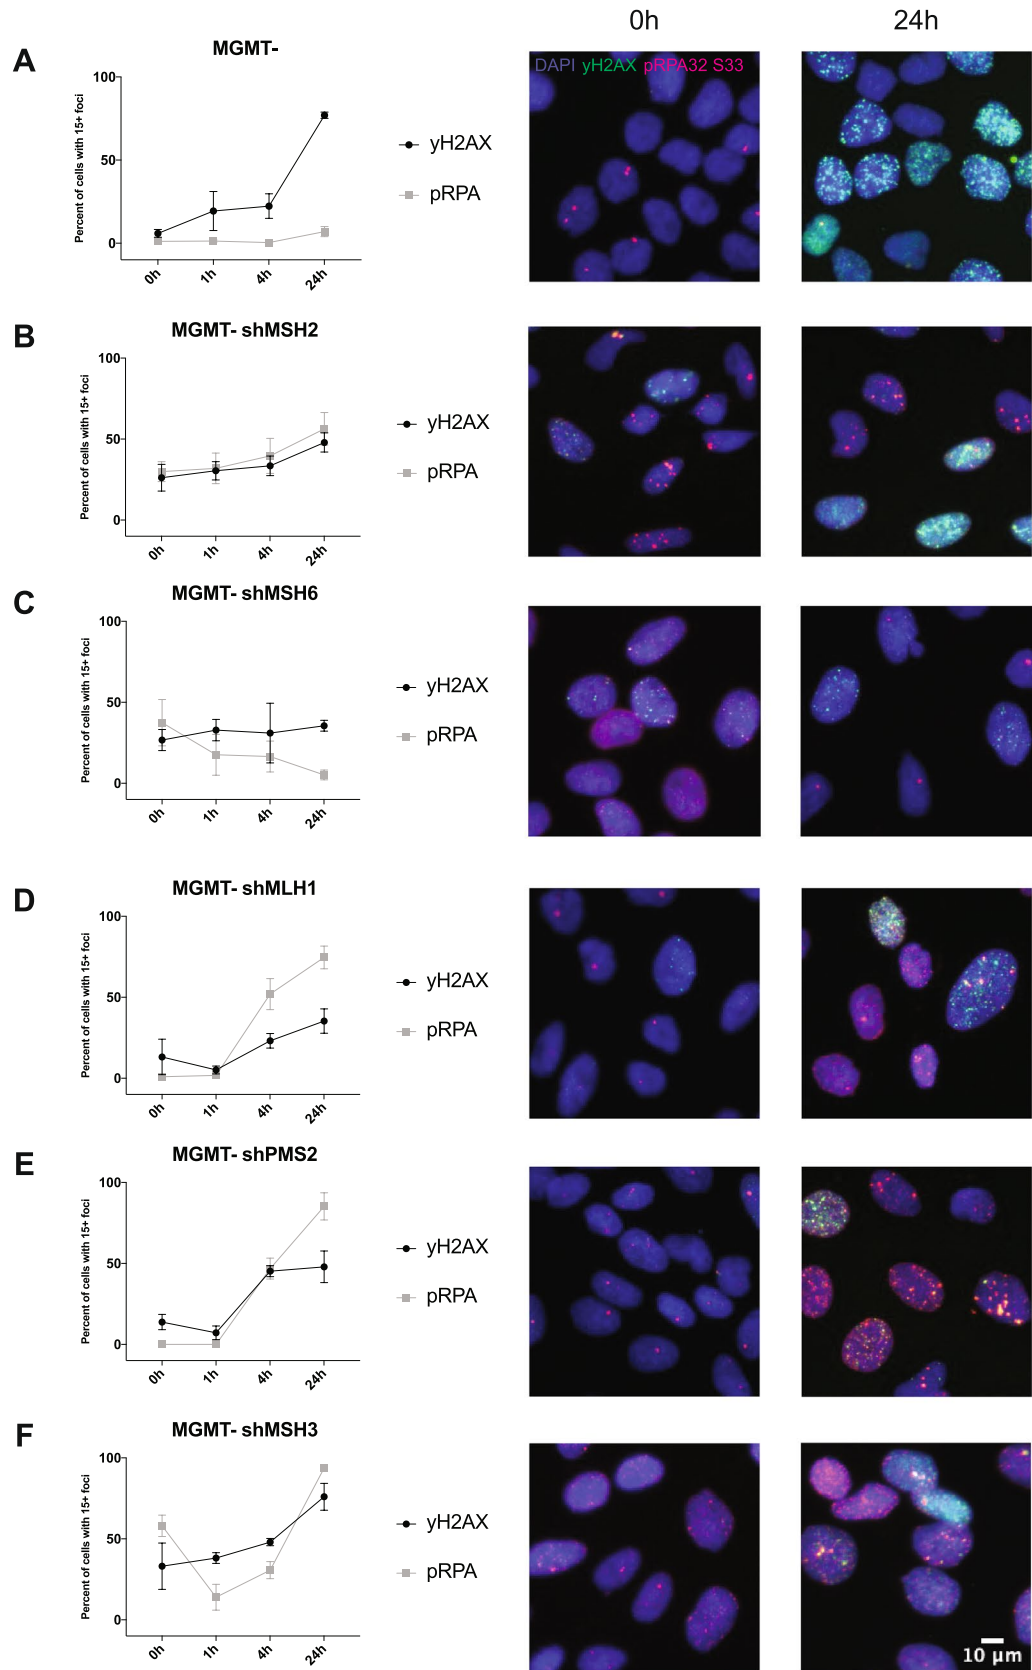 0h 24h
A MGMT-
Percent of cells with 15+ foci
100
50
0
0h 1h 4h 24h
yH2AX
pRPA
DAPI yH2AX pRPA32 S33
B MGMT- shMSH2
Percent of cells with 15+ foci
100
50
0
0h 1h 4h 24h
yH2AX
pRPA
C MGMT- shMSH6
Percent of cells with 15+ foci
100
50
0
0h 1h 4h 24h
yH2AX
pRPA
D MGMT- shMLH1
Percent of cells with 15+ foci
100
50
0
0h 1h 4h 24h
yH2AX
pRPA
E MGMT- shPMS2
Percent of cells with 15+ foci
100
50
0
0h 1h 4h 24h
yH2AX
pRPA
F MGMT- shMSH3
Percent of cells with 15+ foci
100
50
0
0h 1h 4h 24h
yH2AX
pRPA
10 µm